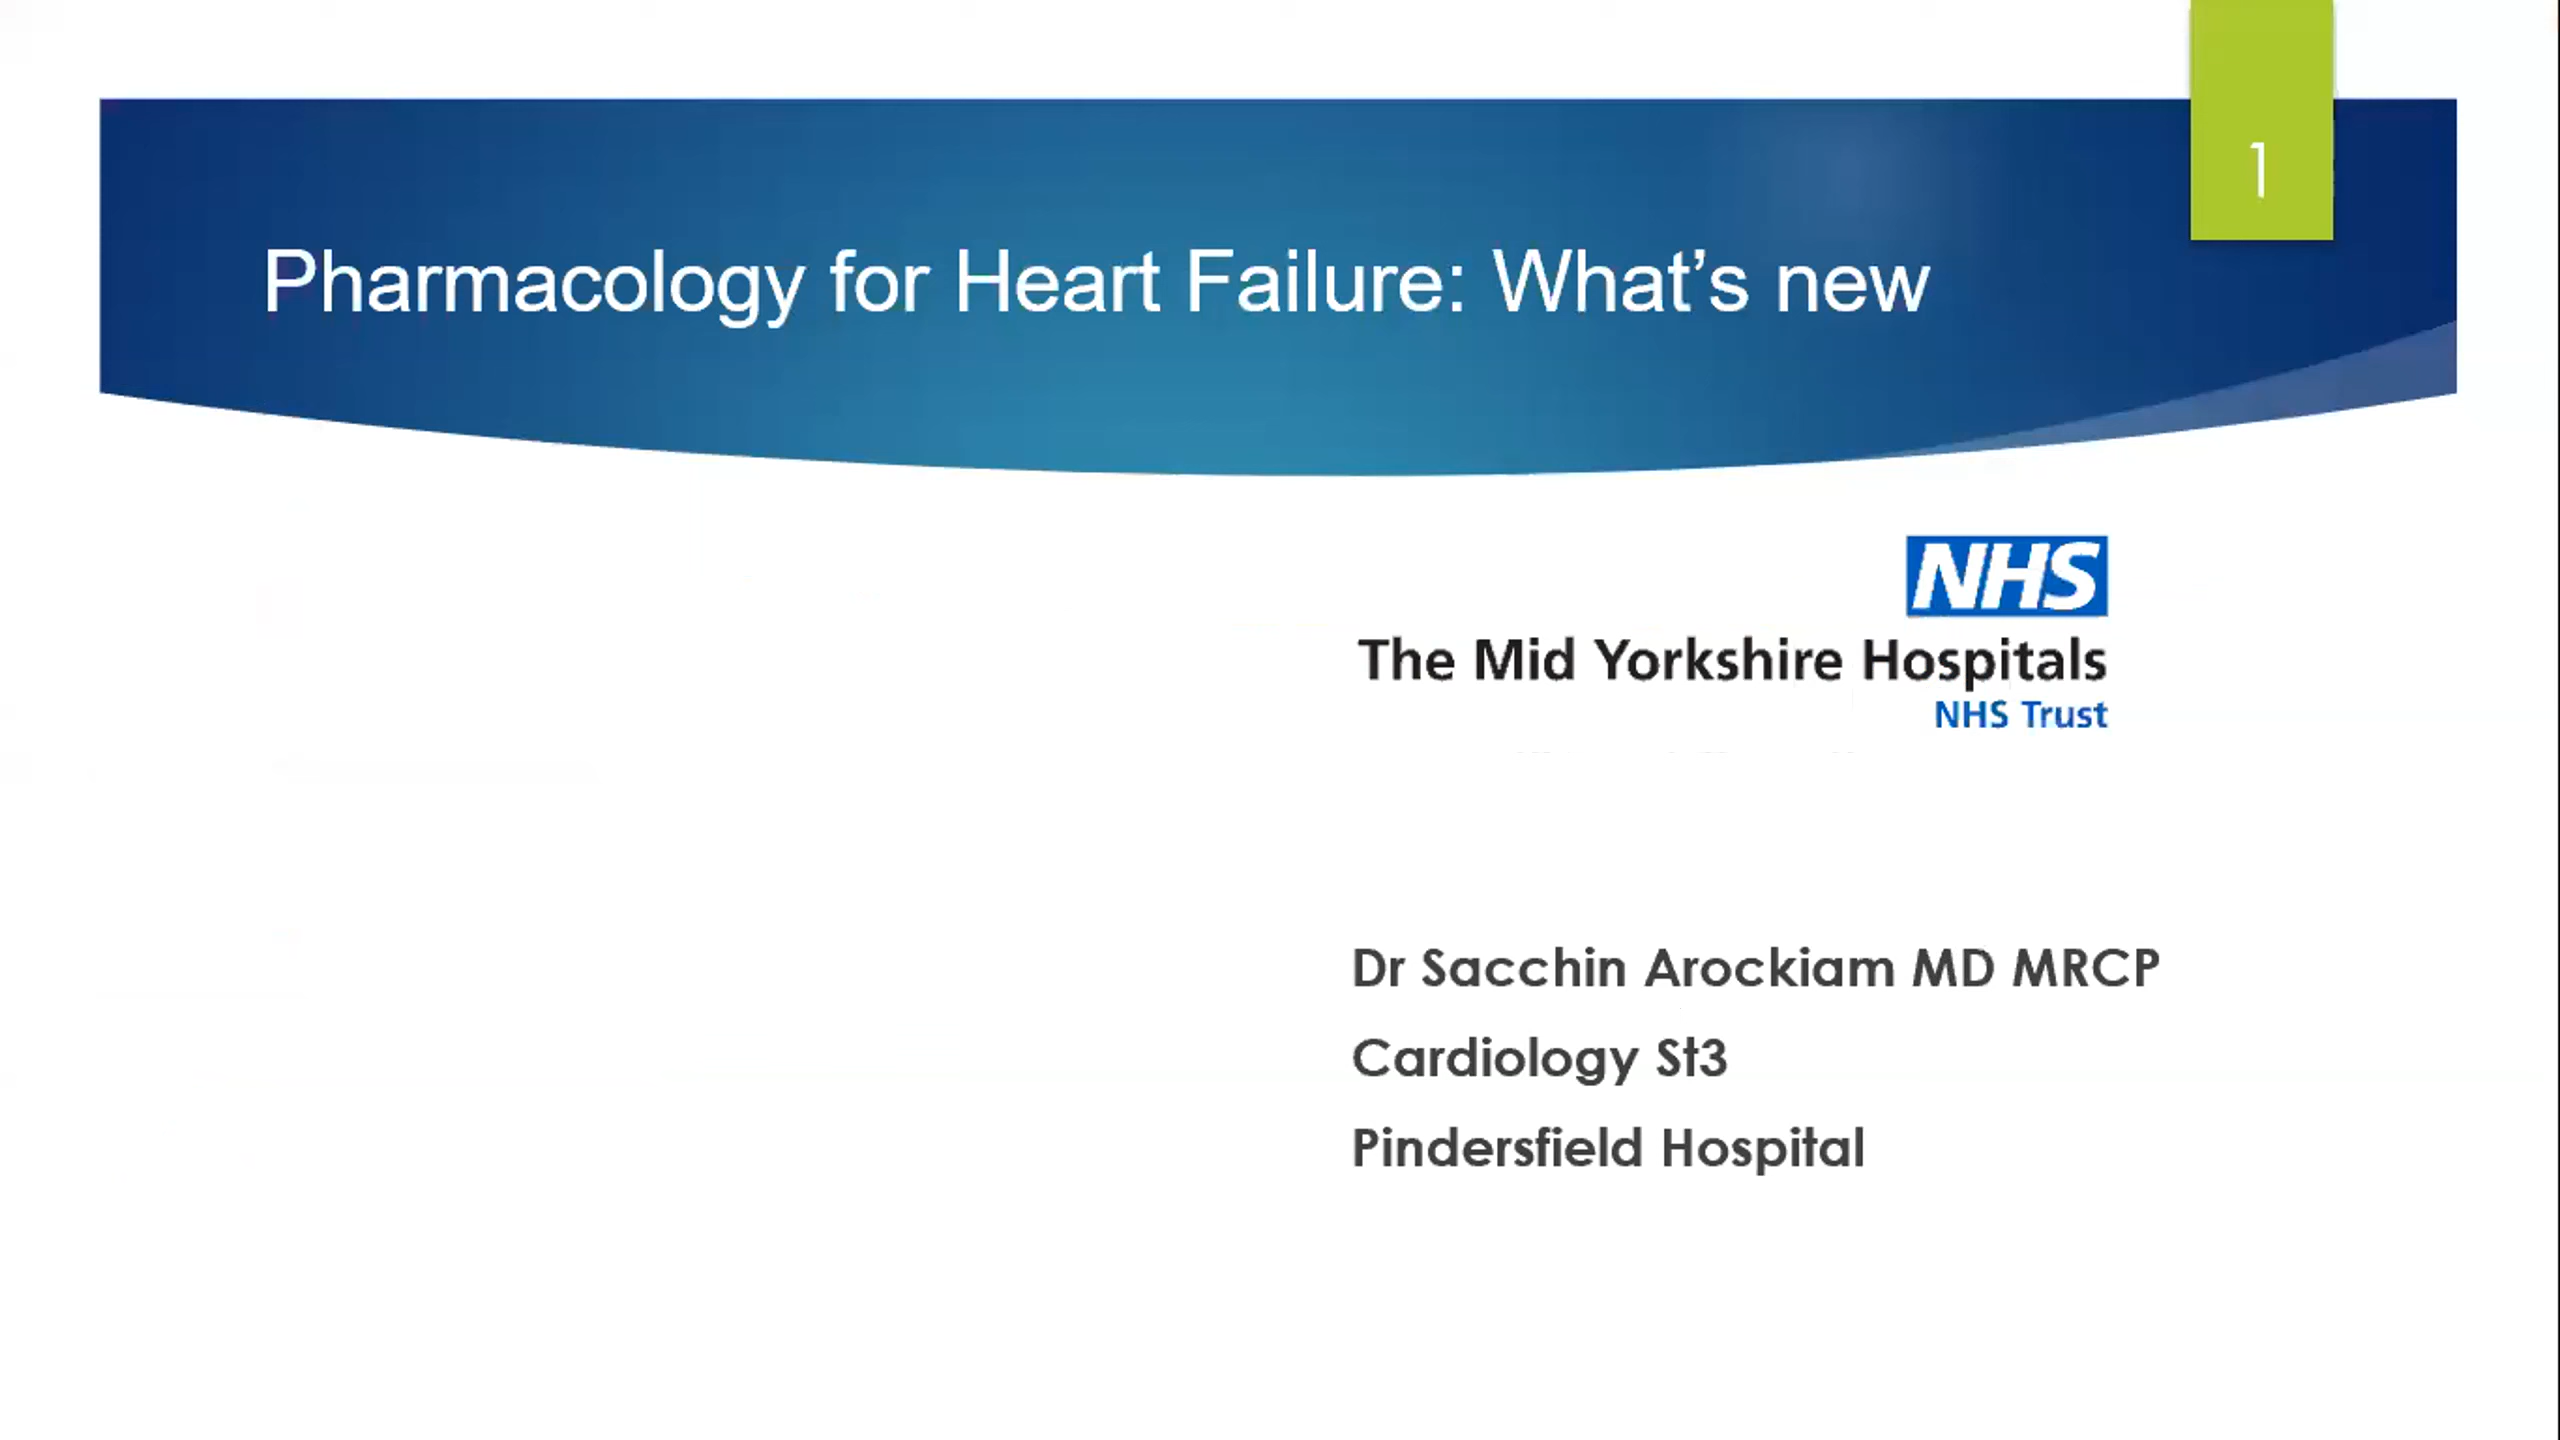 1
Pharmacology for Heart Failure: What’s new
NHS
The Mid Yorkshire Hospitals
NHS Trust
Dr Sacchin Arockiam MD MRCP
Cardiology St3
Pindersfield Hospital